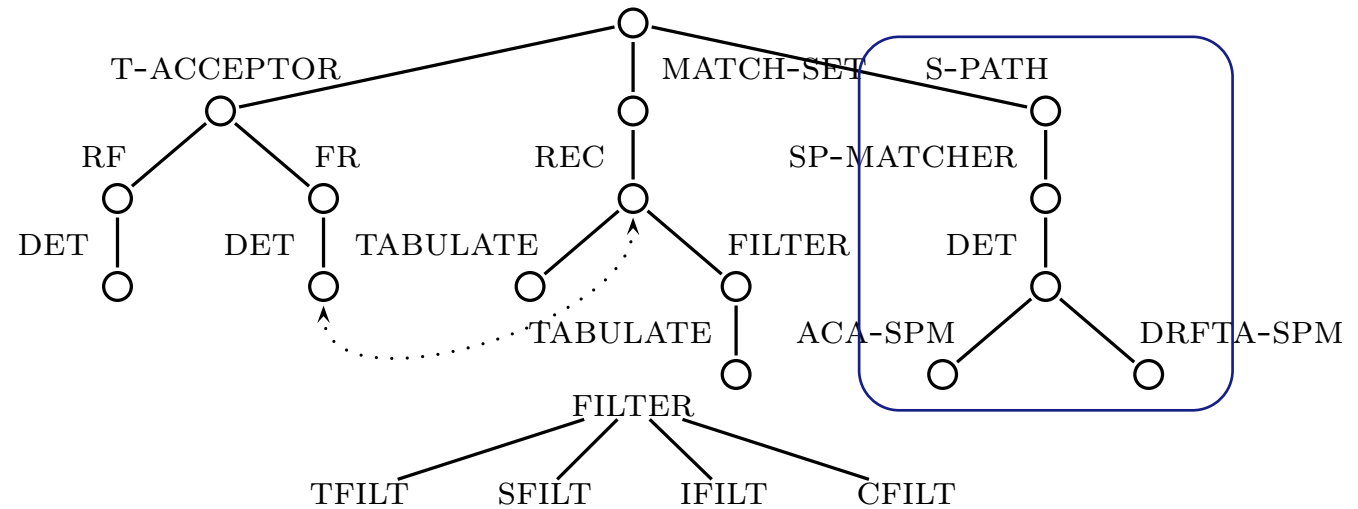 T-ACCEPTOR MATCH-SET S-PATH
RF FR REC SP-MATCHER
DET DET TABULATE FILTER DET
TABULATE ACA-SPM DRFTA-SPM
FILTER
TFILT SFILT IFILT CFILT